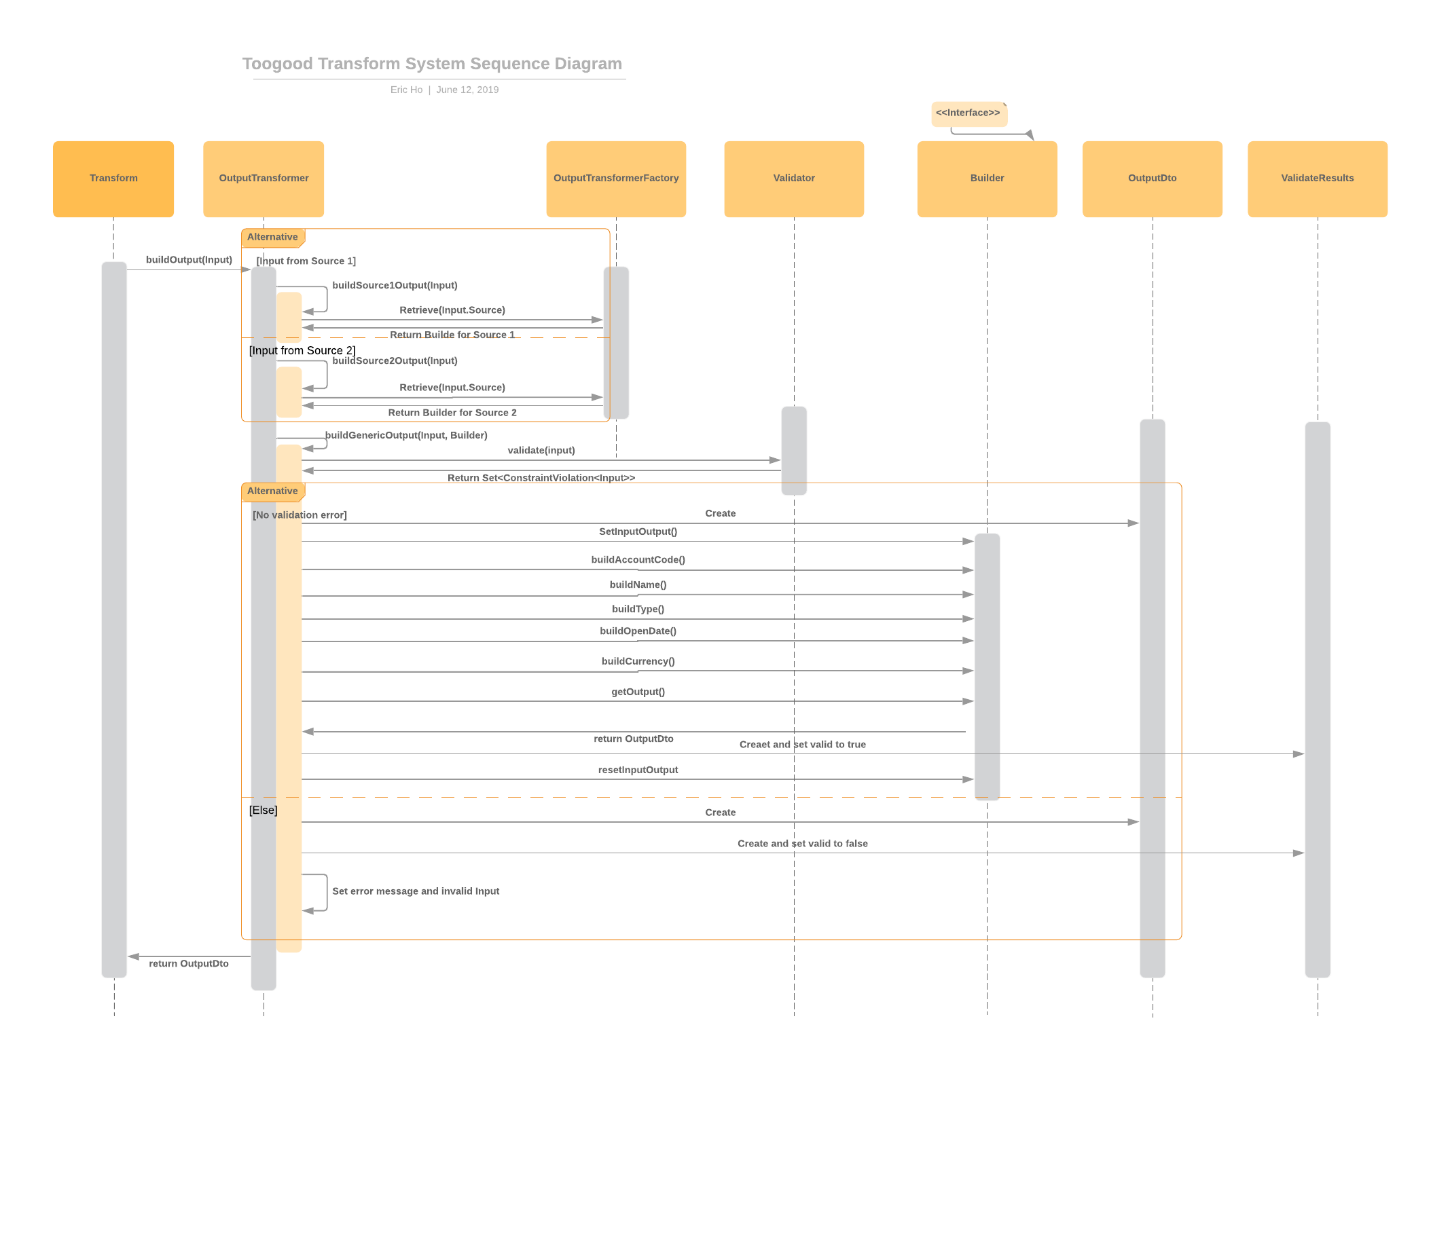 Toogood Transform System Sequence Diagram
Eric Ho | June 12, 2019
<<Interface>>
Transform
OutputTransformer
OutputTransformerFactory
Validator
Builder
OutputDto
ValidateResults
Alternative
buildOutput(Input)
[Input from Source 1]
buildSource1Output(Input)
Retrieve(Input.Source)
Return Builde for Source 1
[Input from Source 2]
buildSource2Output(Input)
Retrieve(Input.Source)
Return Builder for Source 2
buildGenericOutput(Input, Builder)
validate(input)
Return Set<ConstraintViolation<Input>>
Alternative
[No validation error]
Create
SetInputOutput()
buildAccountCode()
buildName()
buildType()
buildOpenDate()
buildCurrency()
getOutput()
return OutputDto
Creaet and set valid to true
resetInputOutput
[Else]
Create
Create and set valid to false
Set error message and invalid Input
return OutputDto